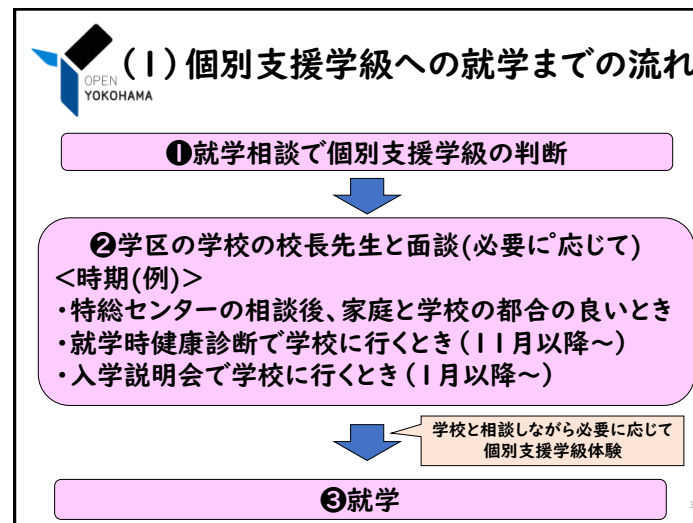 OPEN
YOKOHAMA
(1)個別支援学級への就学までの流れ
❶就学相談で個別支援学級の判断
❷学区の学校の校長先生と面談(必要に゜応じて)
<時期(例)>
・特総センターの相談後、家庭と学校の都合の良いとき
・就学時健康診断で学校に行くとき(11月以降~)
・入学説明会で学校に行くとき(1月以降~)
学校と相談しながら必要に応じて
個別支援学級体験
❸就学
3